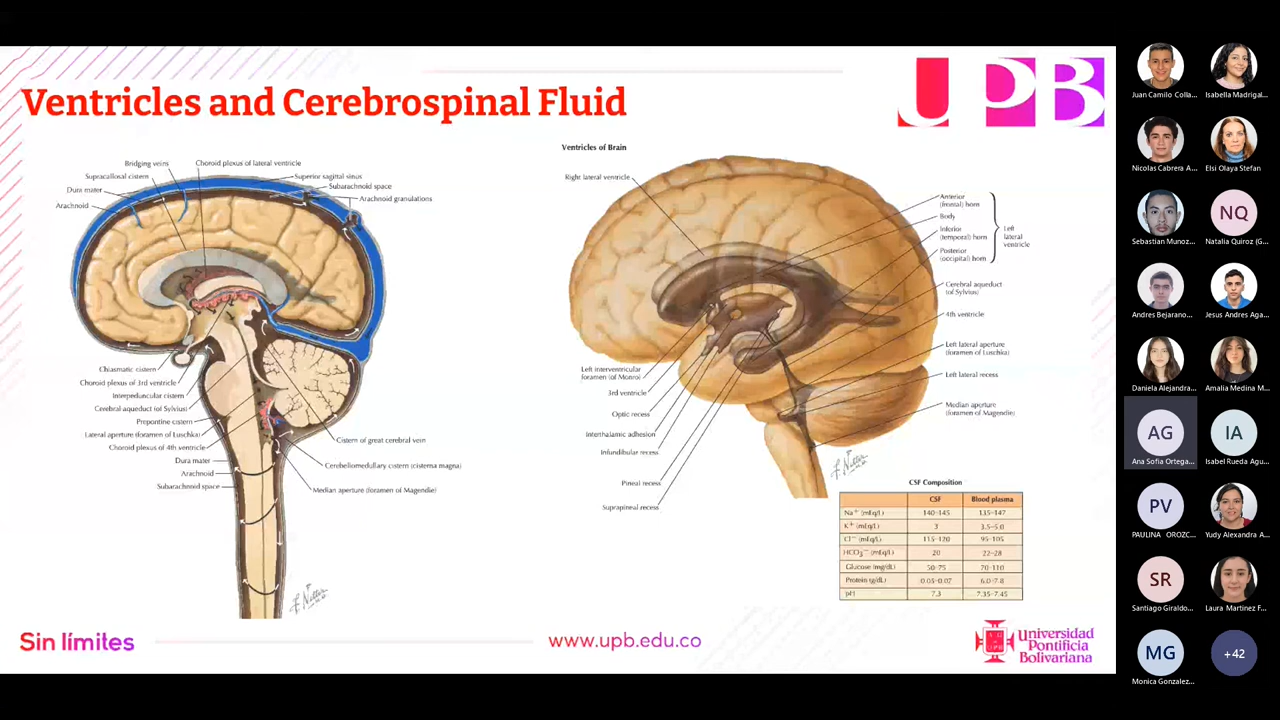 Ventricles and Cerebrospinal Fluid
UPB
Bridging veins
Choroid plexus of lateral ventricle
Supracallosal cistern
Superior sagittal sinus
Dura mater
Subarachnoid space
Arachnoid
Arachnoid granulations
Chiasmatic cistern
Choroid plexus of 3rd ventricle
Interpeduncular cistern
Cerebral aqueduct (of Sylvius)
Prepontine cistern
Lateral aperture (foramen of Luschka)
Choroid plexus of 4th ventricle
Dura mater
Arachnoid
Subarachnoid space
Cistern of great cerebral vein
Cerebellomedullary cistern (cisterna magna)
Median aperture (foramen of Magendie)
F. Netter
Ventricles of Brain
Right lateral ventricle
Anterior
(frontal) horn
Body
Inferior
(temporal) horn
Posterior
(occipital) horn
Left
lateral
ventricle
Cerebral aqueduct
(of Sylvius)
4th ventricle
Left lateral aperture
(foramen of Luschka)
Left lateral recess
Median aperture
(foramen of Magendie)
Left interventricular
foramen (of Monro)
3rd ventricle
Optic recess
Interthalamic adhesion
Infundibular recess
Pineal recess
Suprapineal recess
F. Netter
CSF Composition
CSF Blood plasma
Na⁺ (mEq/L) 140–145 135–147
K⁺ (mEq/L) 3 3.5–5.0
Cl⁻ (mEq/L) 115–120 95–105
HCO₃⁻ (mEq/L) 20 22–28
Glucose (mg/dL) 50–75 70–110
Protein (g/dL) 0.05–0.07 6.0–7.8
pH 7.3 7.35–7.45
Sin límites
www.upb.edu.co
Universidad
Pontificia
Bolivariana
Juan Camilo Colla...
Isabella Madrigal...
Nicolas Cabrera A...
Elsi Olaya Stefan
Sebastian Munoz...
NQ
Natalia Quiroz (G...
Andres Bejarano...
Jesus Andres Aga...
Daniela Alejandra...
Amalia Medina M...
AG
Ana Sofia Ortega...
IA
Isabel Rueda Agu...
PV
PAULINA OROZC...
Yudy Alexandra A...
SR
Santiago Giraldo...
Laura Martinez F...
MG
Monica Gonzalez...
+42